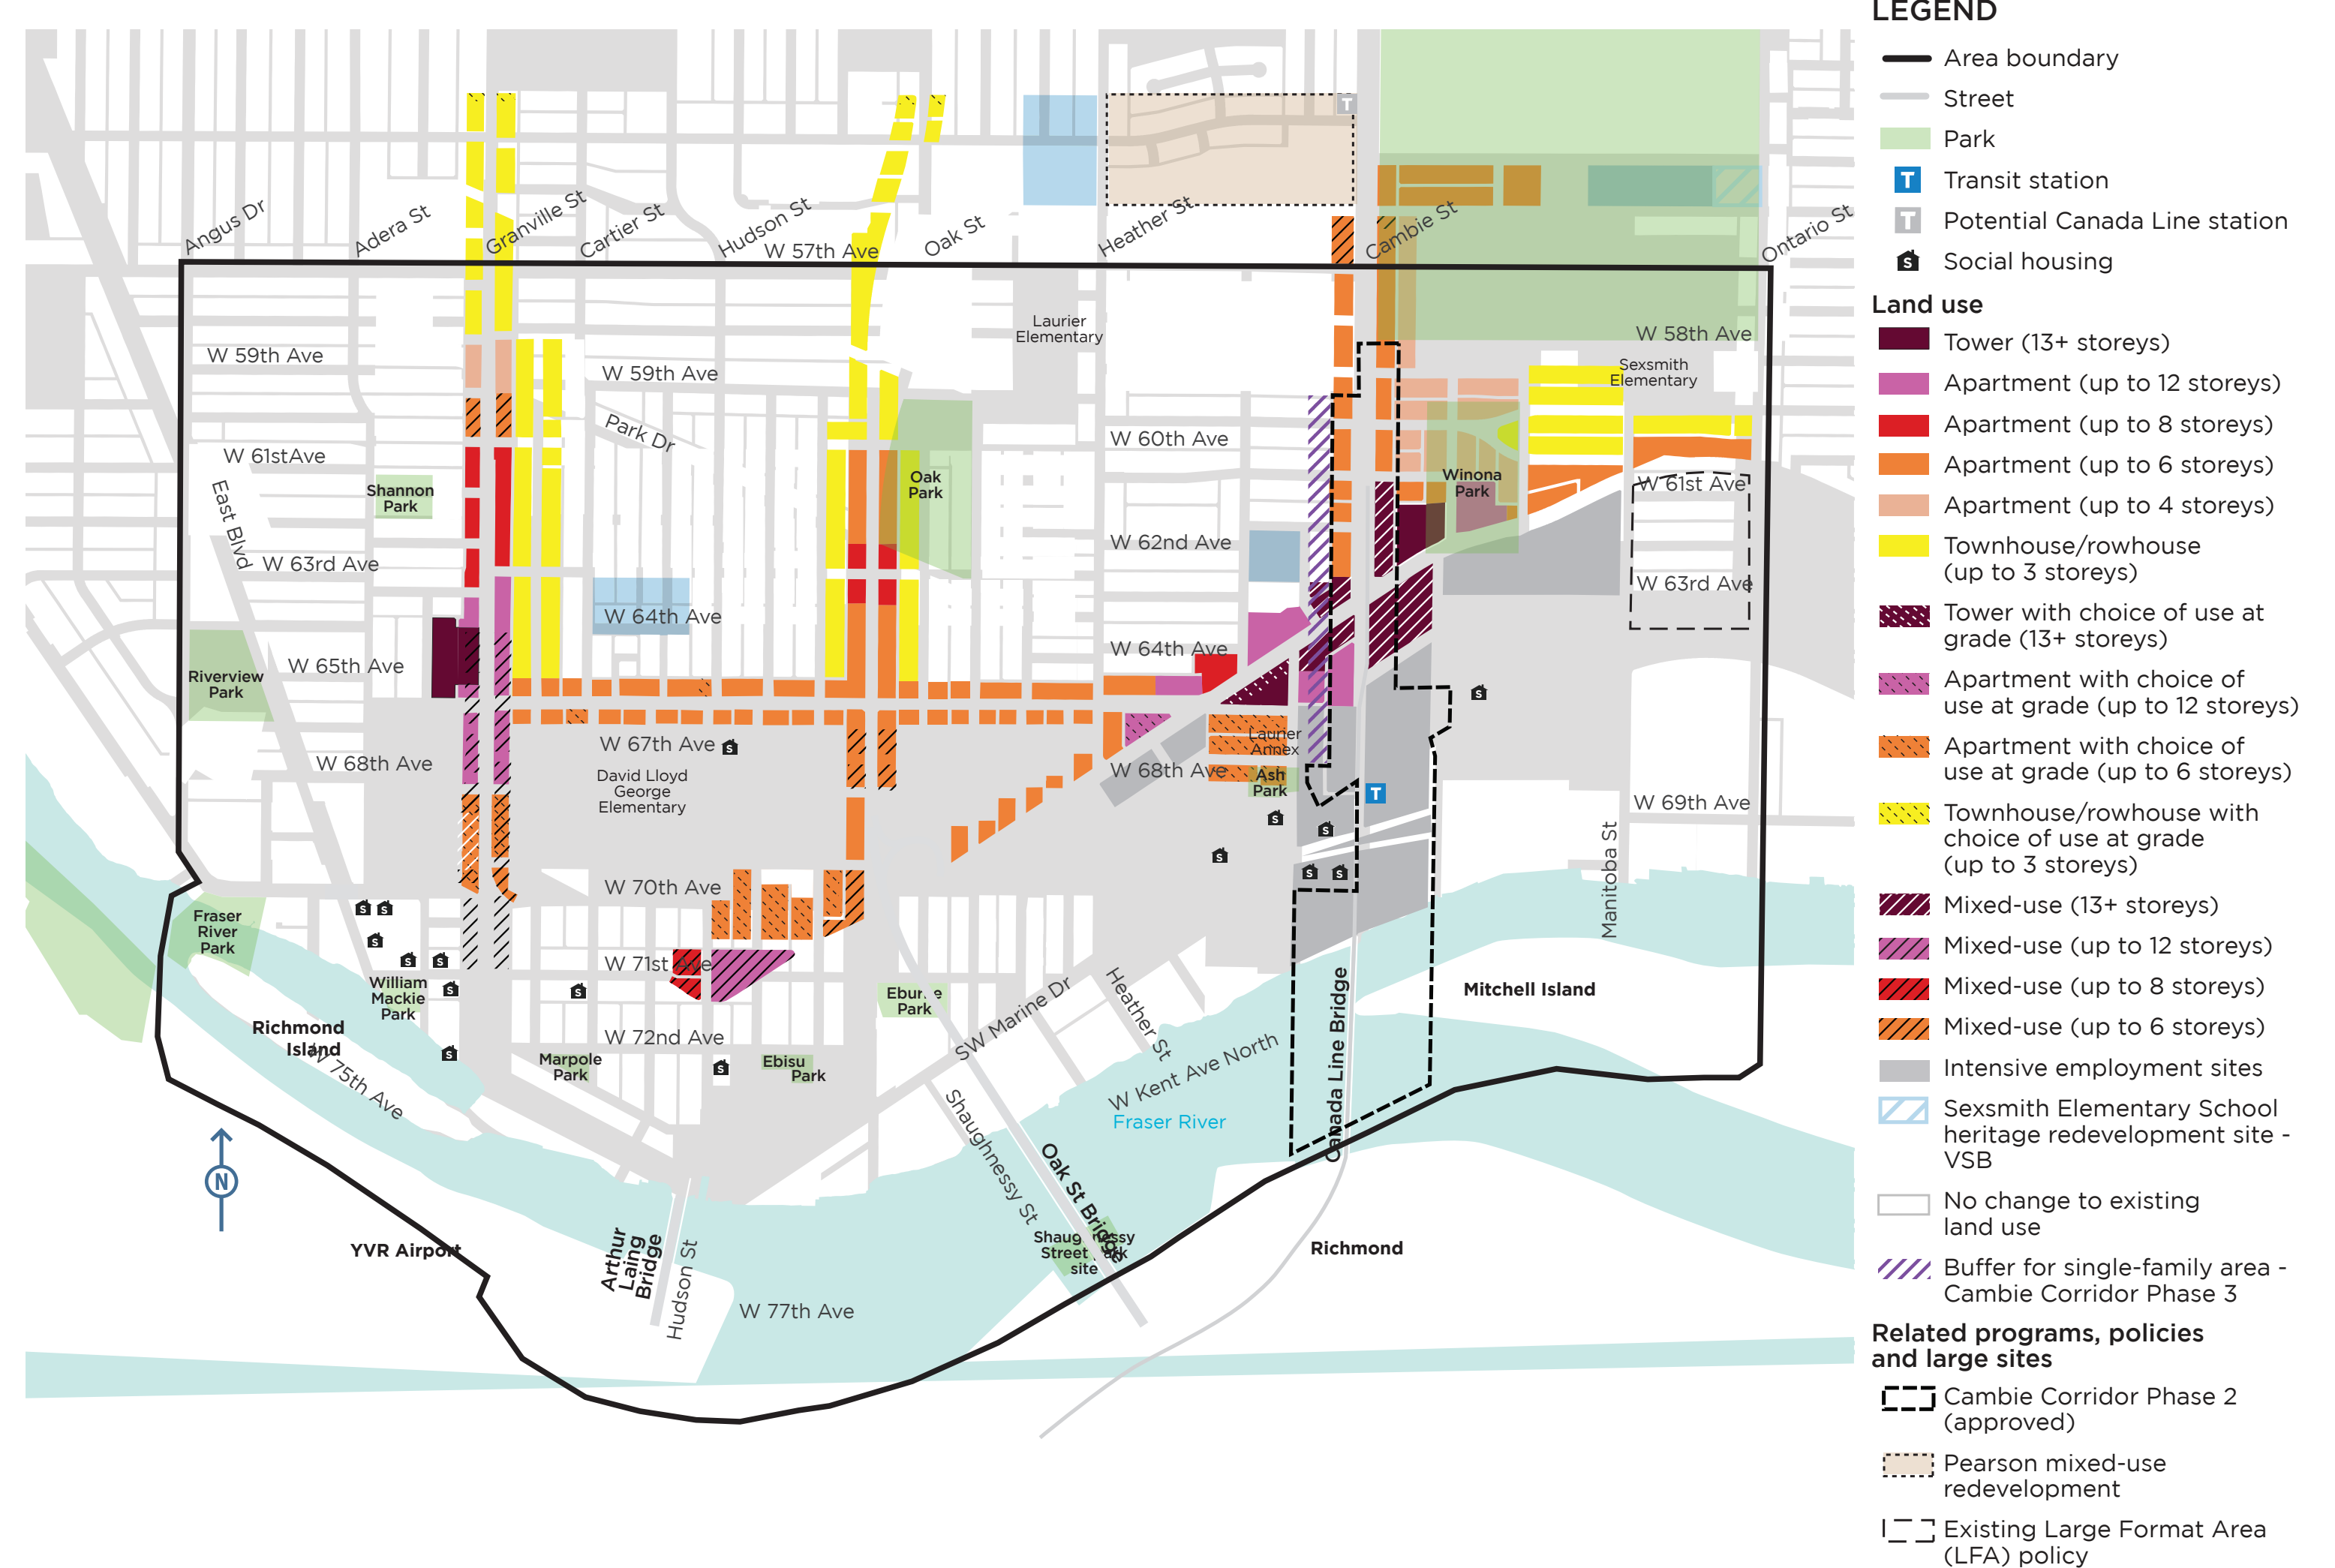 LEGEND
Area boundary
Street
Park
T
Transit station
T
Potential Canada Line station
S
Social housing
Land use
Tower (13+ storeys)
Apartment (up to 12 storeys)
Apartment (up to 8 storeys)
Apartment (up to 6 storeys)
Apartment (up to 4 storeys)
Townhouse/rowhouse
(up to 3 storeys)
Tower with choice of use at
grade (13+ storeys)
Apartment with choice of
use at grade (up to 12 storeys)
Apartment with choice of
use at grade (up to 6 storeys)
Townhouse/rowhouse with
choice of use at grade
(up to 3 storeys)
Mixed-use (13+ storeys)
Mixed-use (up to 12 storeys)
Mixed-use (up to 8 storeys)
Mixed-use (up to 6 storeys)
Intensive employment sites
Sexsmith Elementary School
heritage redevelopment site -
VSB
No change to existing
land use
Buffer for single-family area -
Cambie Corridor Phase 3
Related programs, policies
and large sites
Cambie Corridor Phase 2
(approved)
Pearson mixed-use
redevelopment
Existing Large Format Area
(LFA) policy
T
Angus Dr
Adera St
Granville St
Cartier St
Hudson St
W 57th Ave
Oak St
Heather St
Cambie St
Ontario St
Laurier
Elementary
W 58th Ave
W 59th Ave
W 59th Ave
Sexsmith
Elementary
Park Dr
W 60th Ave
W 61stAve
Shannon
Park
Oak
Park
Winona
Park
W 61st Ave
East Blvd
W 62nd Ave
W 63rd Ave
W 63rd Ave
W 64th Ave
W 64th Ave
W 65th Ave
Riverview
Park
S
W 67th Ave
S
Laurier
Annex
W 68th Ave
David Lloyd
George
Elementary
W 68th Ave
Ash
Park
T
W 69th Ave
S
S
S
S
S
Manitoba St
W 70th Ave
S
S
S
Fraser
River
Park
S
S
W 71st Ave
William
Mackie
Park
S
S
Eburne
Park
Heather St
SW Marine Dr
Mitchell Island
Richmond
Island
W 75th Ave
W 72nd Ave
S
Marpole
Park
S
Ebisu
Park
W Kent Ave North
Fraser River
Canada Line Bridge
Shaughnessy St
Oak St Bridge
N
YVR Airport
Arthur
Laing
Bridge
Hudson St
Shaughnessy
Street Park
site
Richmond
W 77th Ave